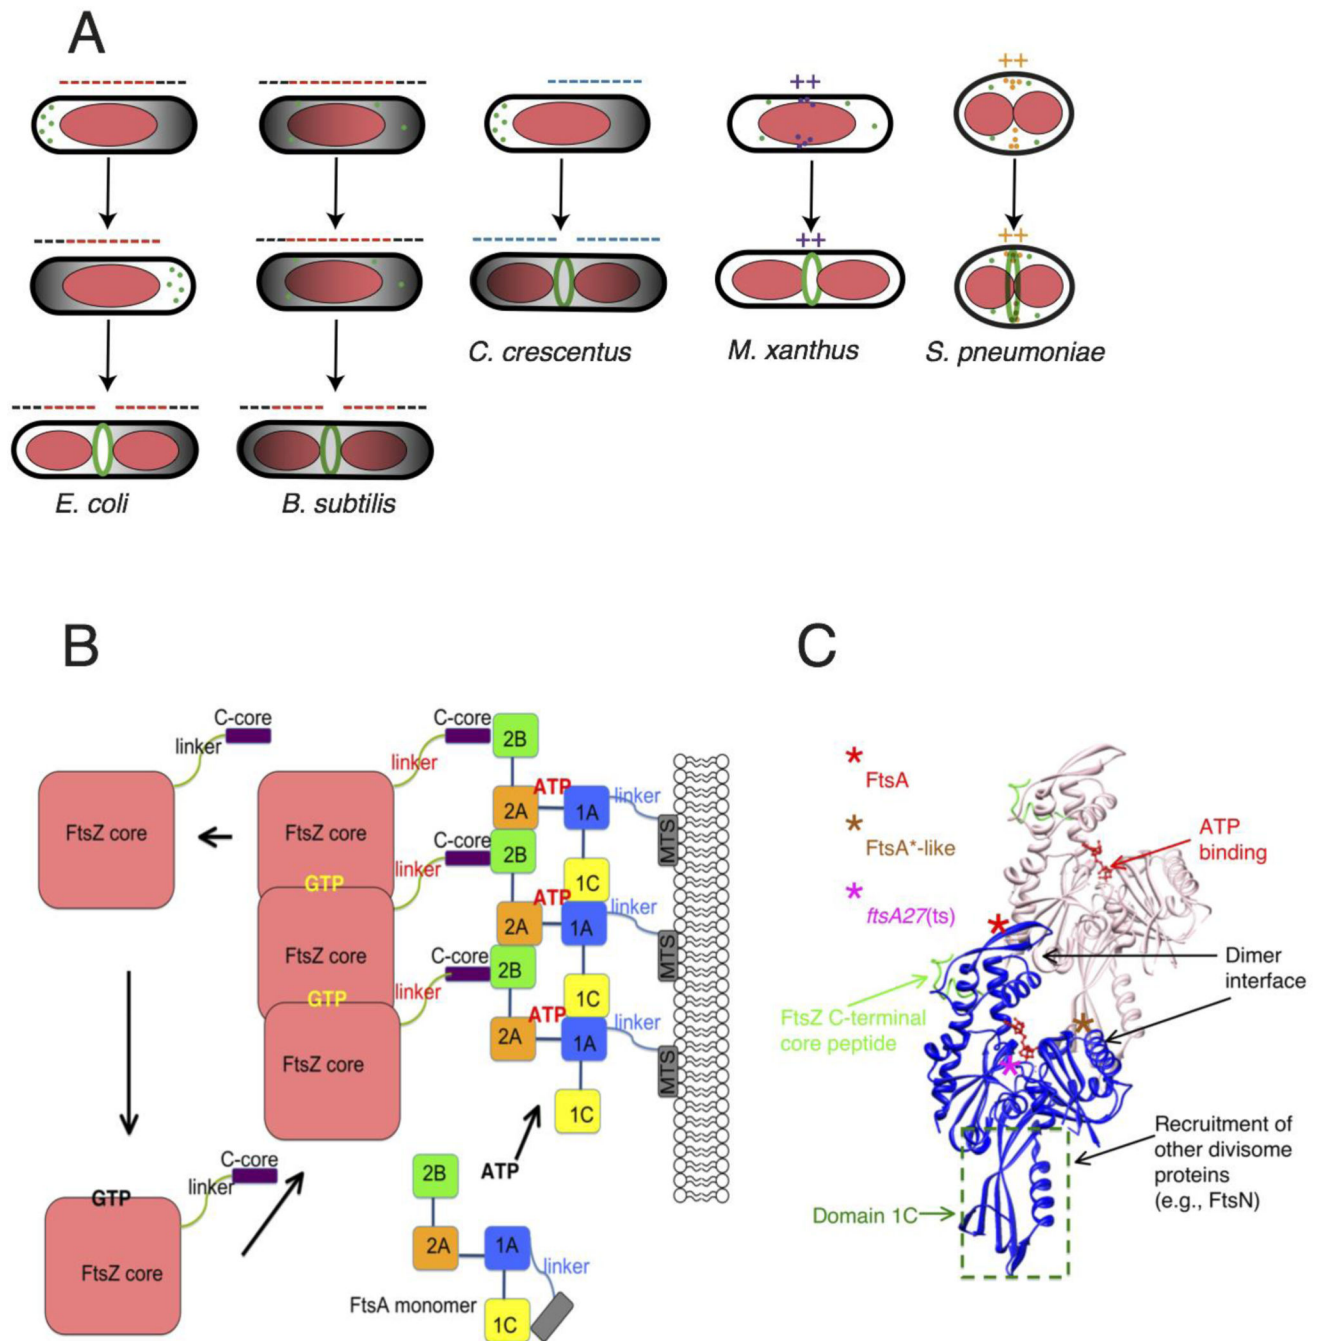 A
++
++
++
++
C. crescentus
M. xanthus
S. pneumoniae
E. coli
B. subtilis
B
C-core
linker
FtsZ core
C-core
linker
FtsZ core
GTP
C-core
linker
FtsZ core
GTP
C-core
linker
FtsZ core
2B
2A
ATP
1A
linker
MTS
2B
1C
2A
ATP
1A
linker
MTS
2B
1C
2A
ATP
1A
linker
MTS
1C
ATP
GTP
C-core
linker
FtsZ core
2B
2A
1A
linker
FtsA monomer
1C
C
*
FtsA
*
FtsA*-like
*
ftsA27(ts)
ATP
binding
*
Dimer
interface
FtsZ C-terminal
core peptide
*
*
Recruitment of
other divisome
proteins
(e.g., FtsN)
Domain 1C